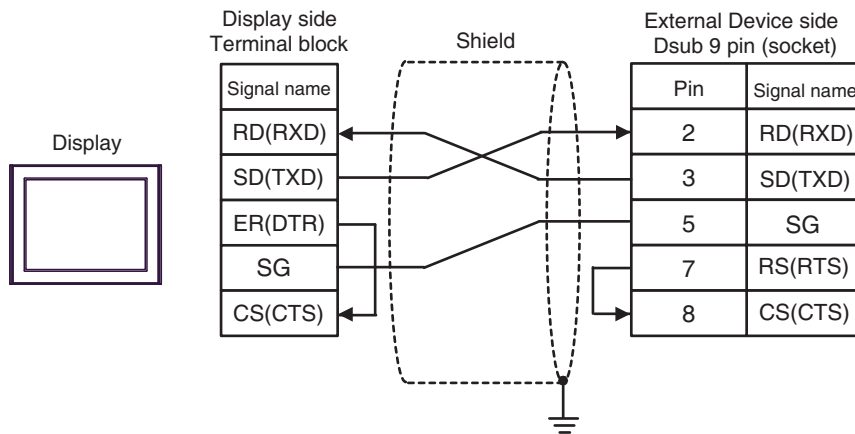 Display side
Terminal block
Shield
External Device side
Dsub 9 pin (socket)
Display
Signal name
RD(RXD)
SD(TXD)
ER(DTR)
SG
CS(CTS)
Pin Signal name
2 RD(RXD)
3 SD(TXD)
5 SG
7 RS(RTS)
8 CS(CTS)